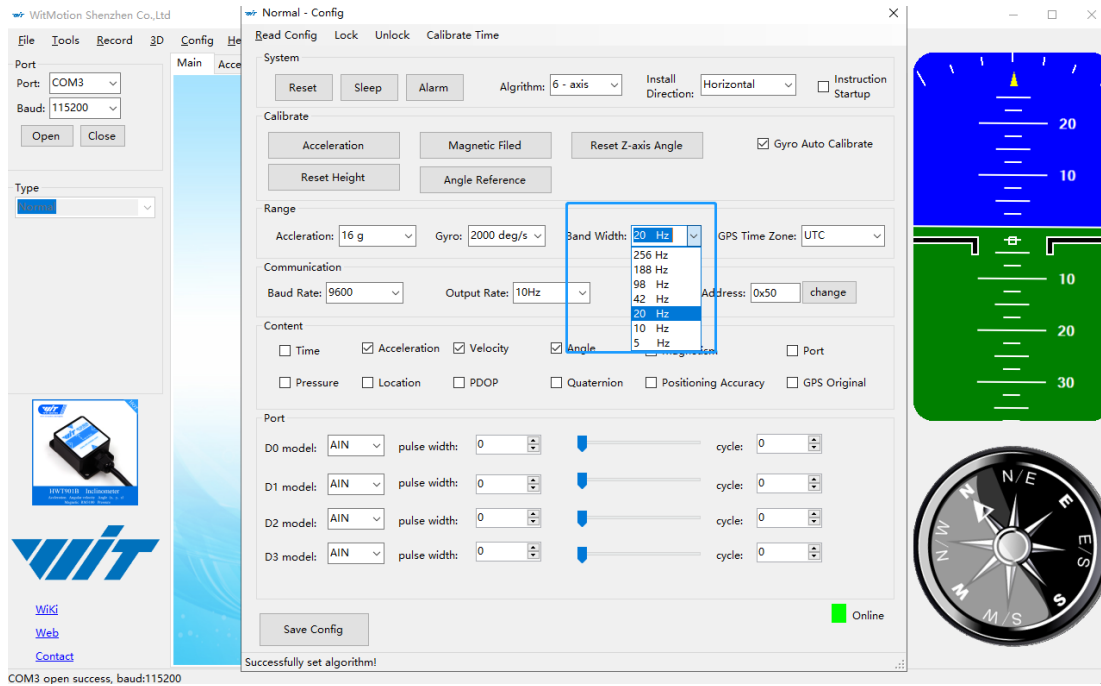 WitMotion Shenzhen Co.,Ltd
File Tools Record 3D Config He
Port
Port: COM3
Baud: 115200
Open Close
Type
Normal
HWT901B Inclinometer
WiT
WiKi
Web
Contact
COM3 open success, baud:115200
Main Acce
Normal - Config
Read Config Lock Unlock Calibrate Time
System
Reset Sleep Alarm Algrithm: 6 - axis Install Direction: Horizontal Instruction Startup
Calibrate
Acceleration Magnetic Filed Reset Z-axis Angle Gyro Auto Calibrate
Reset Height Angle Reference
Range
Accleration: 16 g Gyro: 2000 deg/s Band Width: 20 Hz GPS Time Zone: UTC
256 Hz
188 Hz
98 Hz
42 Hz
20 Hz
10 Hz
5 Hz
Communication
Baud Rate: 9600 Output Rate: 10Hz Address: 0x50 change
Content
Time Acceleration Velocity Angle Port
Pressure Location PDOP Quaternion Positioning Accuracy GPS Original
Port
D0 model: AIN pulse width: 0 cycle: 0
D1 model: AIN pulse width: 0 cycle: 0
D2 model: AIN pulse width: 0 cycle: 0
D3 model: AIN pulse width: 0 cycle: 0
Save Config
Online
Successfully set algorithm!
20
10
10
20
30
N
N/E
E
E/S
S
M/S
M
N/M